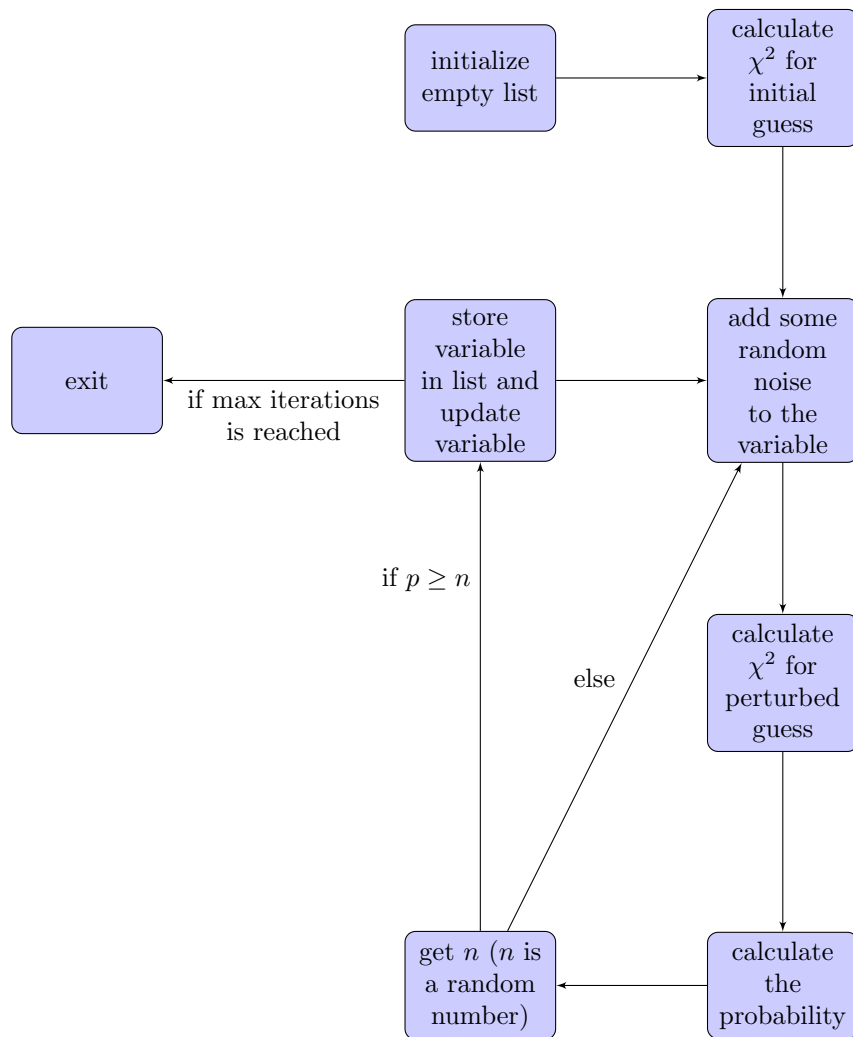 initialize
empty list
calculate
χ² for
initial
guess
exit
if max iterations
is reached
store
variable
in list and
update
variable
add some
random
noise
to the
variable
if p ≥ n
else
calculate
χ² for
perturbed
guess
get n (n is
a random
number)
calculate
the
probability